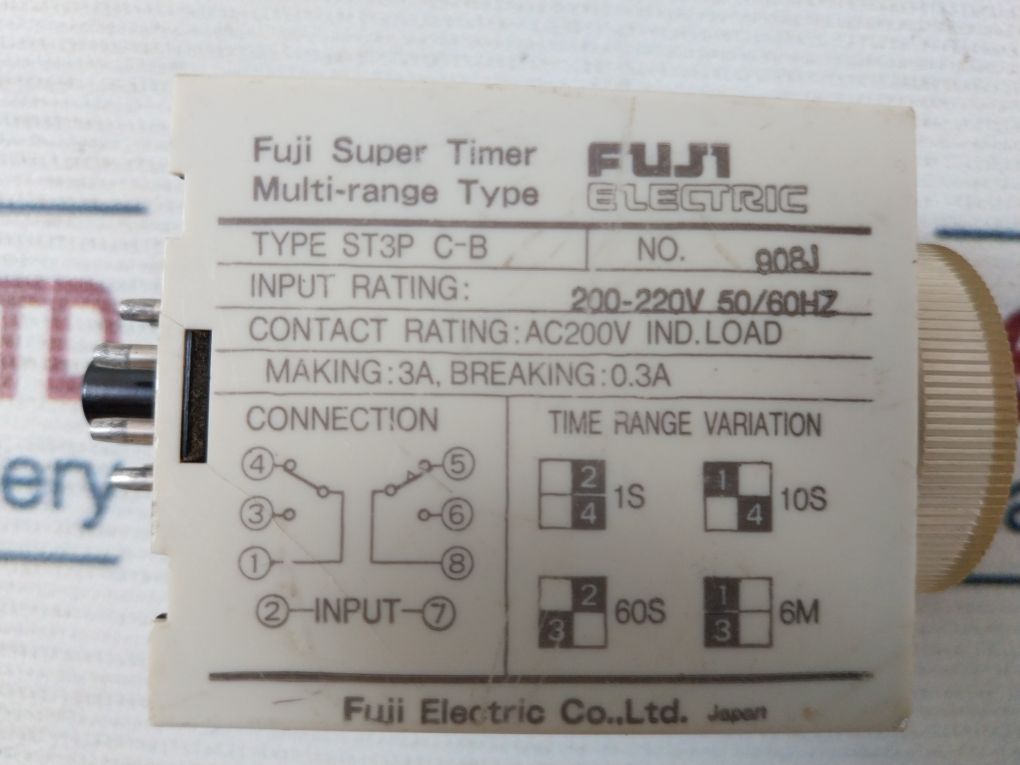 Fuji Super Timer FUJI
Multi-range Type ELECTRIC
TYPE ST3P C-B NO. 908J
INPUT RATING: 200-220V 50/60HZ
CONTACT RATING:AC200V IND.LOAD
MAKING:3A, BREAKING:0.3A
CONNECTION
4 5
3 6
1 8
2 INPUT 7
TIME RANGE VARIATION
2 4 1S
1 4 10S
2 3 60S
1 3 6M
Fuji Electric Co.,Ltd. Japan
TD
ery